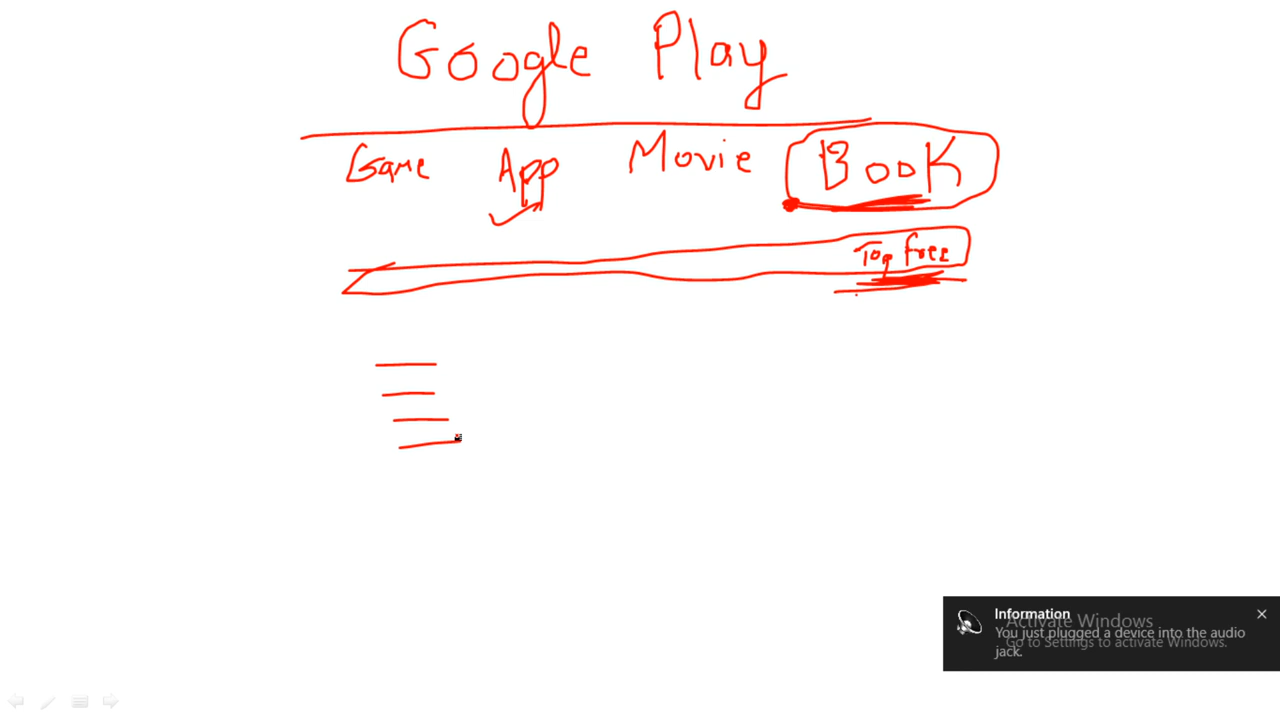 Google Play
Game App Movie Book
Top free
Information
You just plugged a device into the audio
jack.
Activate Windows
Go to Settings to activate Windows.